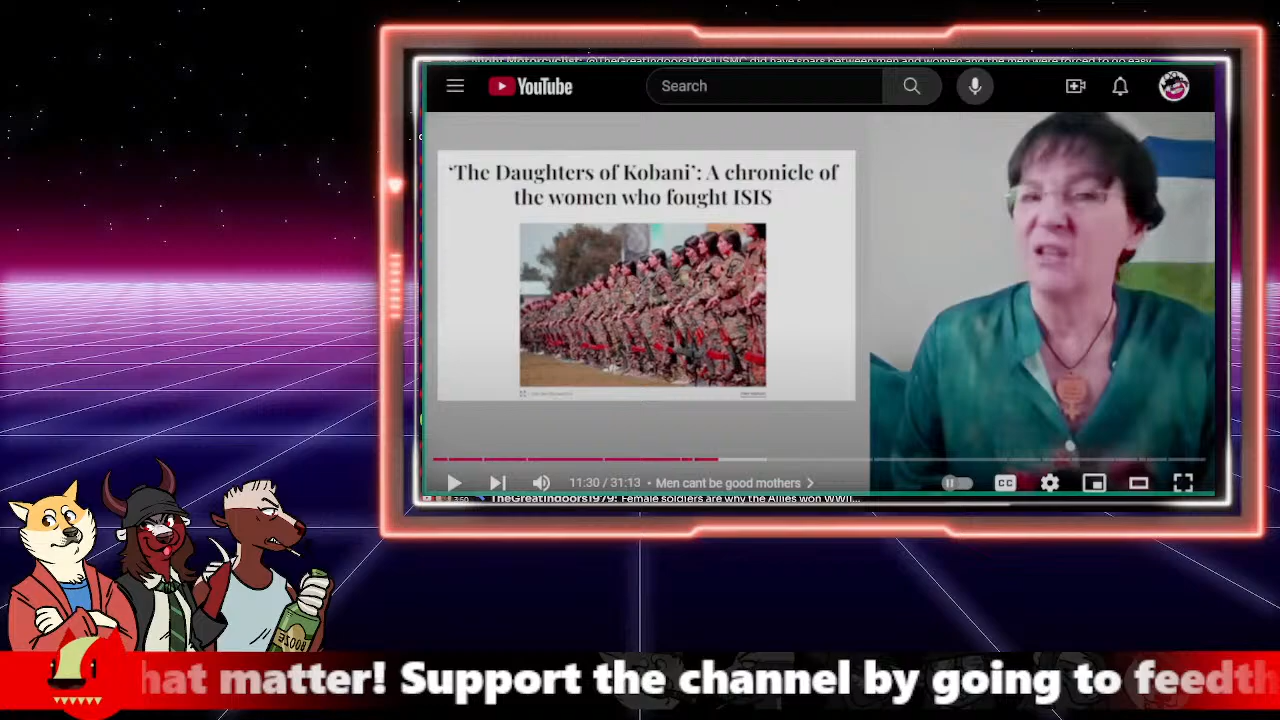 YouTube
Search
'The Daughters of Kobani': A chronicle of
the women who fought ISIS
11:30 / 31:13 • Men cant be good mothers
CC
TheGreatIndoors1979: Female soldiers are why the Allies won WWII...
BOOZE
hat matter! Support the channel by going to feedth